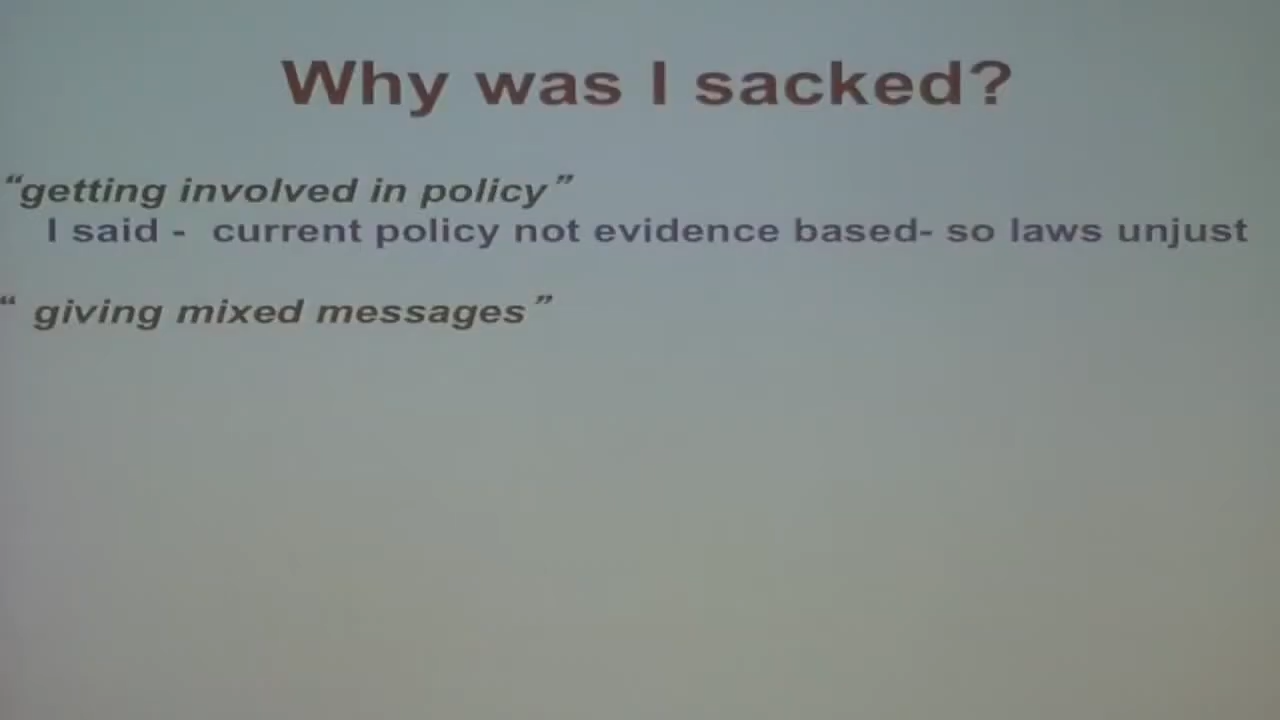 Why was I sacked?
“getting involved in policy”
I said - current policy not evidence based- so laws unjust
“ giving mixed messages”